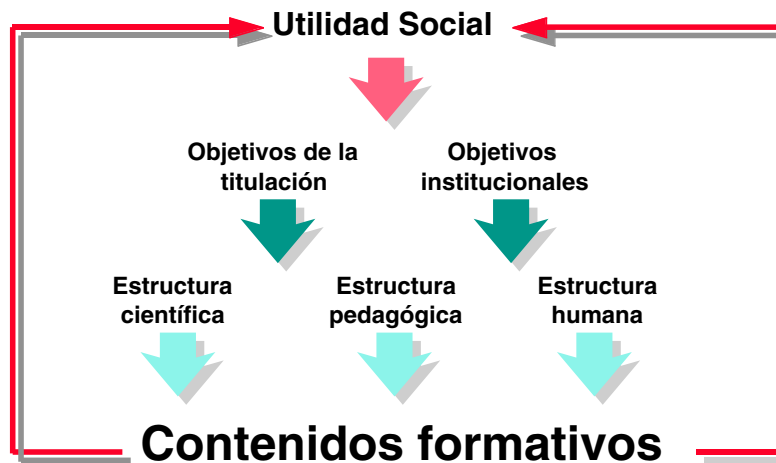 Utilidad Social
Objetivos de la
titulación
Objetivos
institucionales
Estructura
científica
Estructura
pedagógica
Estructura
humana
Contenidos formativos